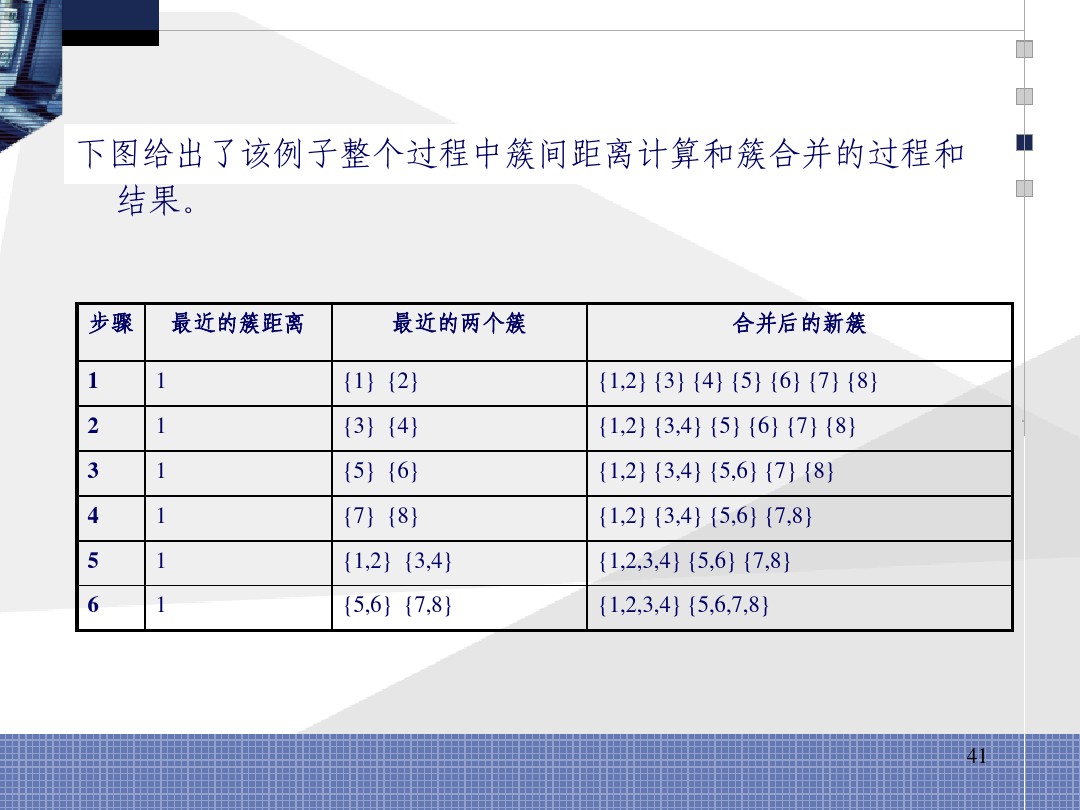 下图给出了该例子整个过程中簇间距离计算和簇合并的过程和
结果。
步骤 最近的簇距离 最近的两个簇 合并后的新簇
1 1 {1} {2} {1,2} {3} {4} {5} {6} {7} {8}
2 1 {3} {4} {1,2} {3,4} {5} {6} {7} {8}
3 1 {5} {6} {1,2} {3,4} {5,6} {7} {8}
4 1 {7} {8} {1,2} {3,4} {5,6} {7,8}
5 1 {1,2} {3,4} {1,2,3,4} {5,6} {7,8}
6 1 {5,6} {7,8} {1,2,3,4} {5,6,7,8}
41